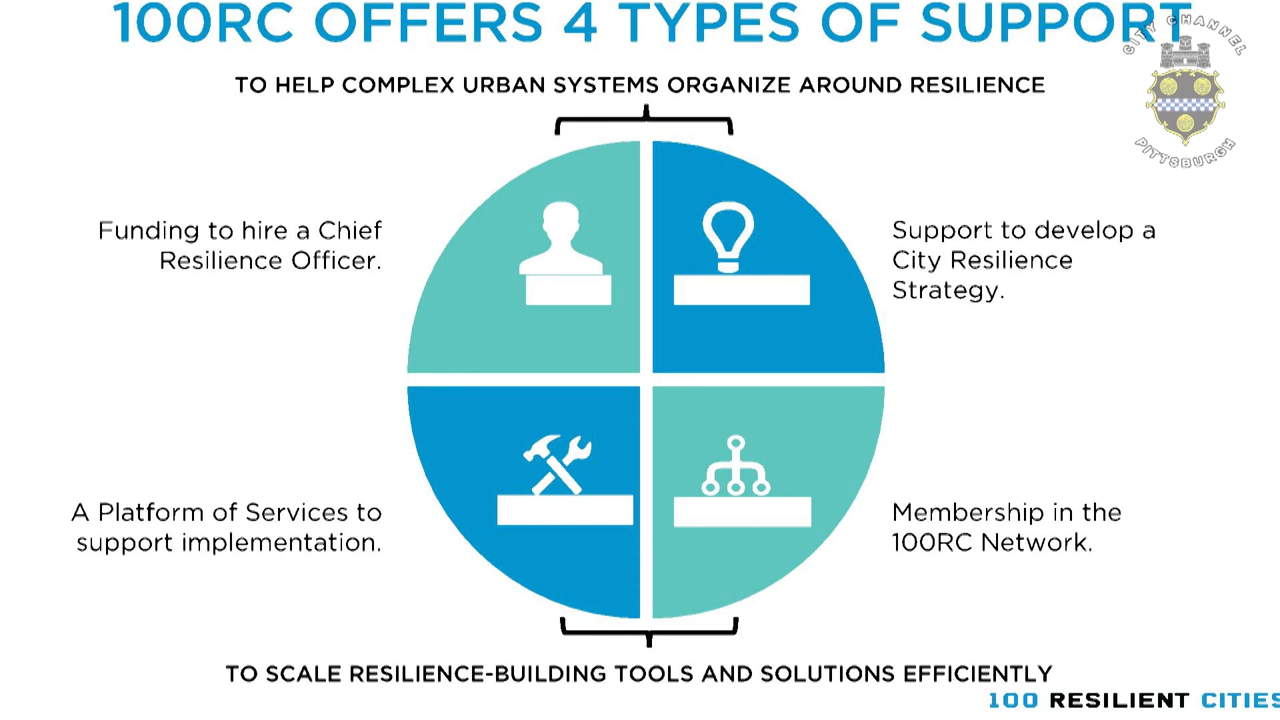 100RC OFFERS 4 TYPES OF SUPPORT
CITY CHANNEL
PITTSBURGH
TO HELP COMPLEX URBAN SYSTEMS ORGANIZE AROUND RESILIENCE
Funding to hire a Chief
Resilience Officer.
Support to develop a
City Resilience
Strategy.
A Platform of Services to
support implementation.
Membership in the
100RC Network.
TO SCALE RESILIENCE-BUILDING TOOLS AND SOLUTIONS EFFICIENTLY
100 RESILIENT CITIES